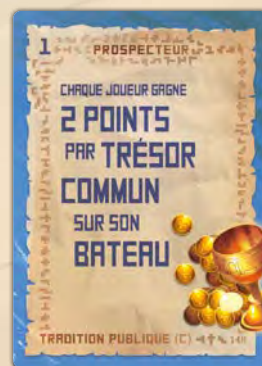 1 PROSPECTEUR
CHAQUE JOUEUR GAGNE
2 POINTS
PAR TRÉSOR
COMMUN
SUR SON
BATEAU
TRADITION PUBLIQUE (C)